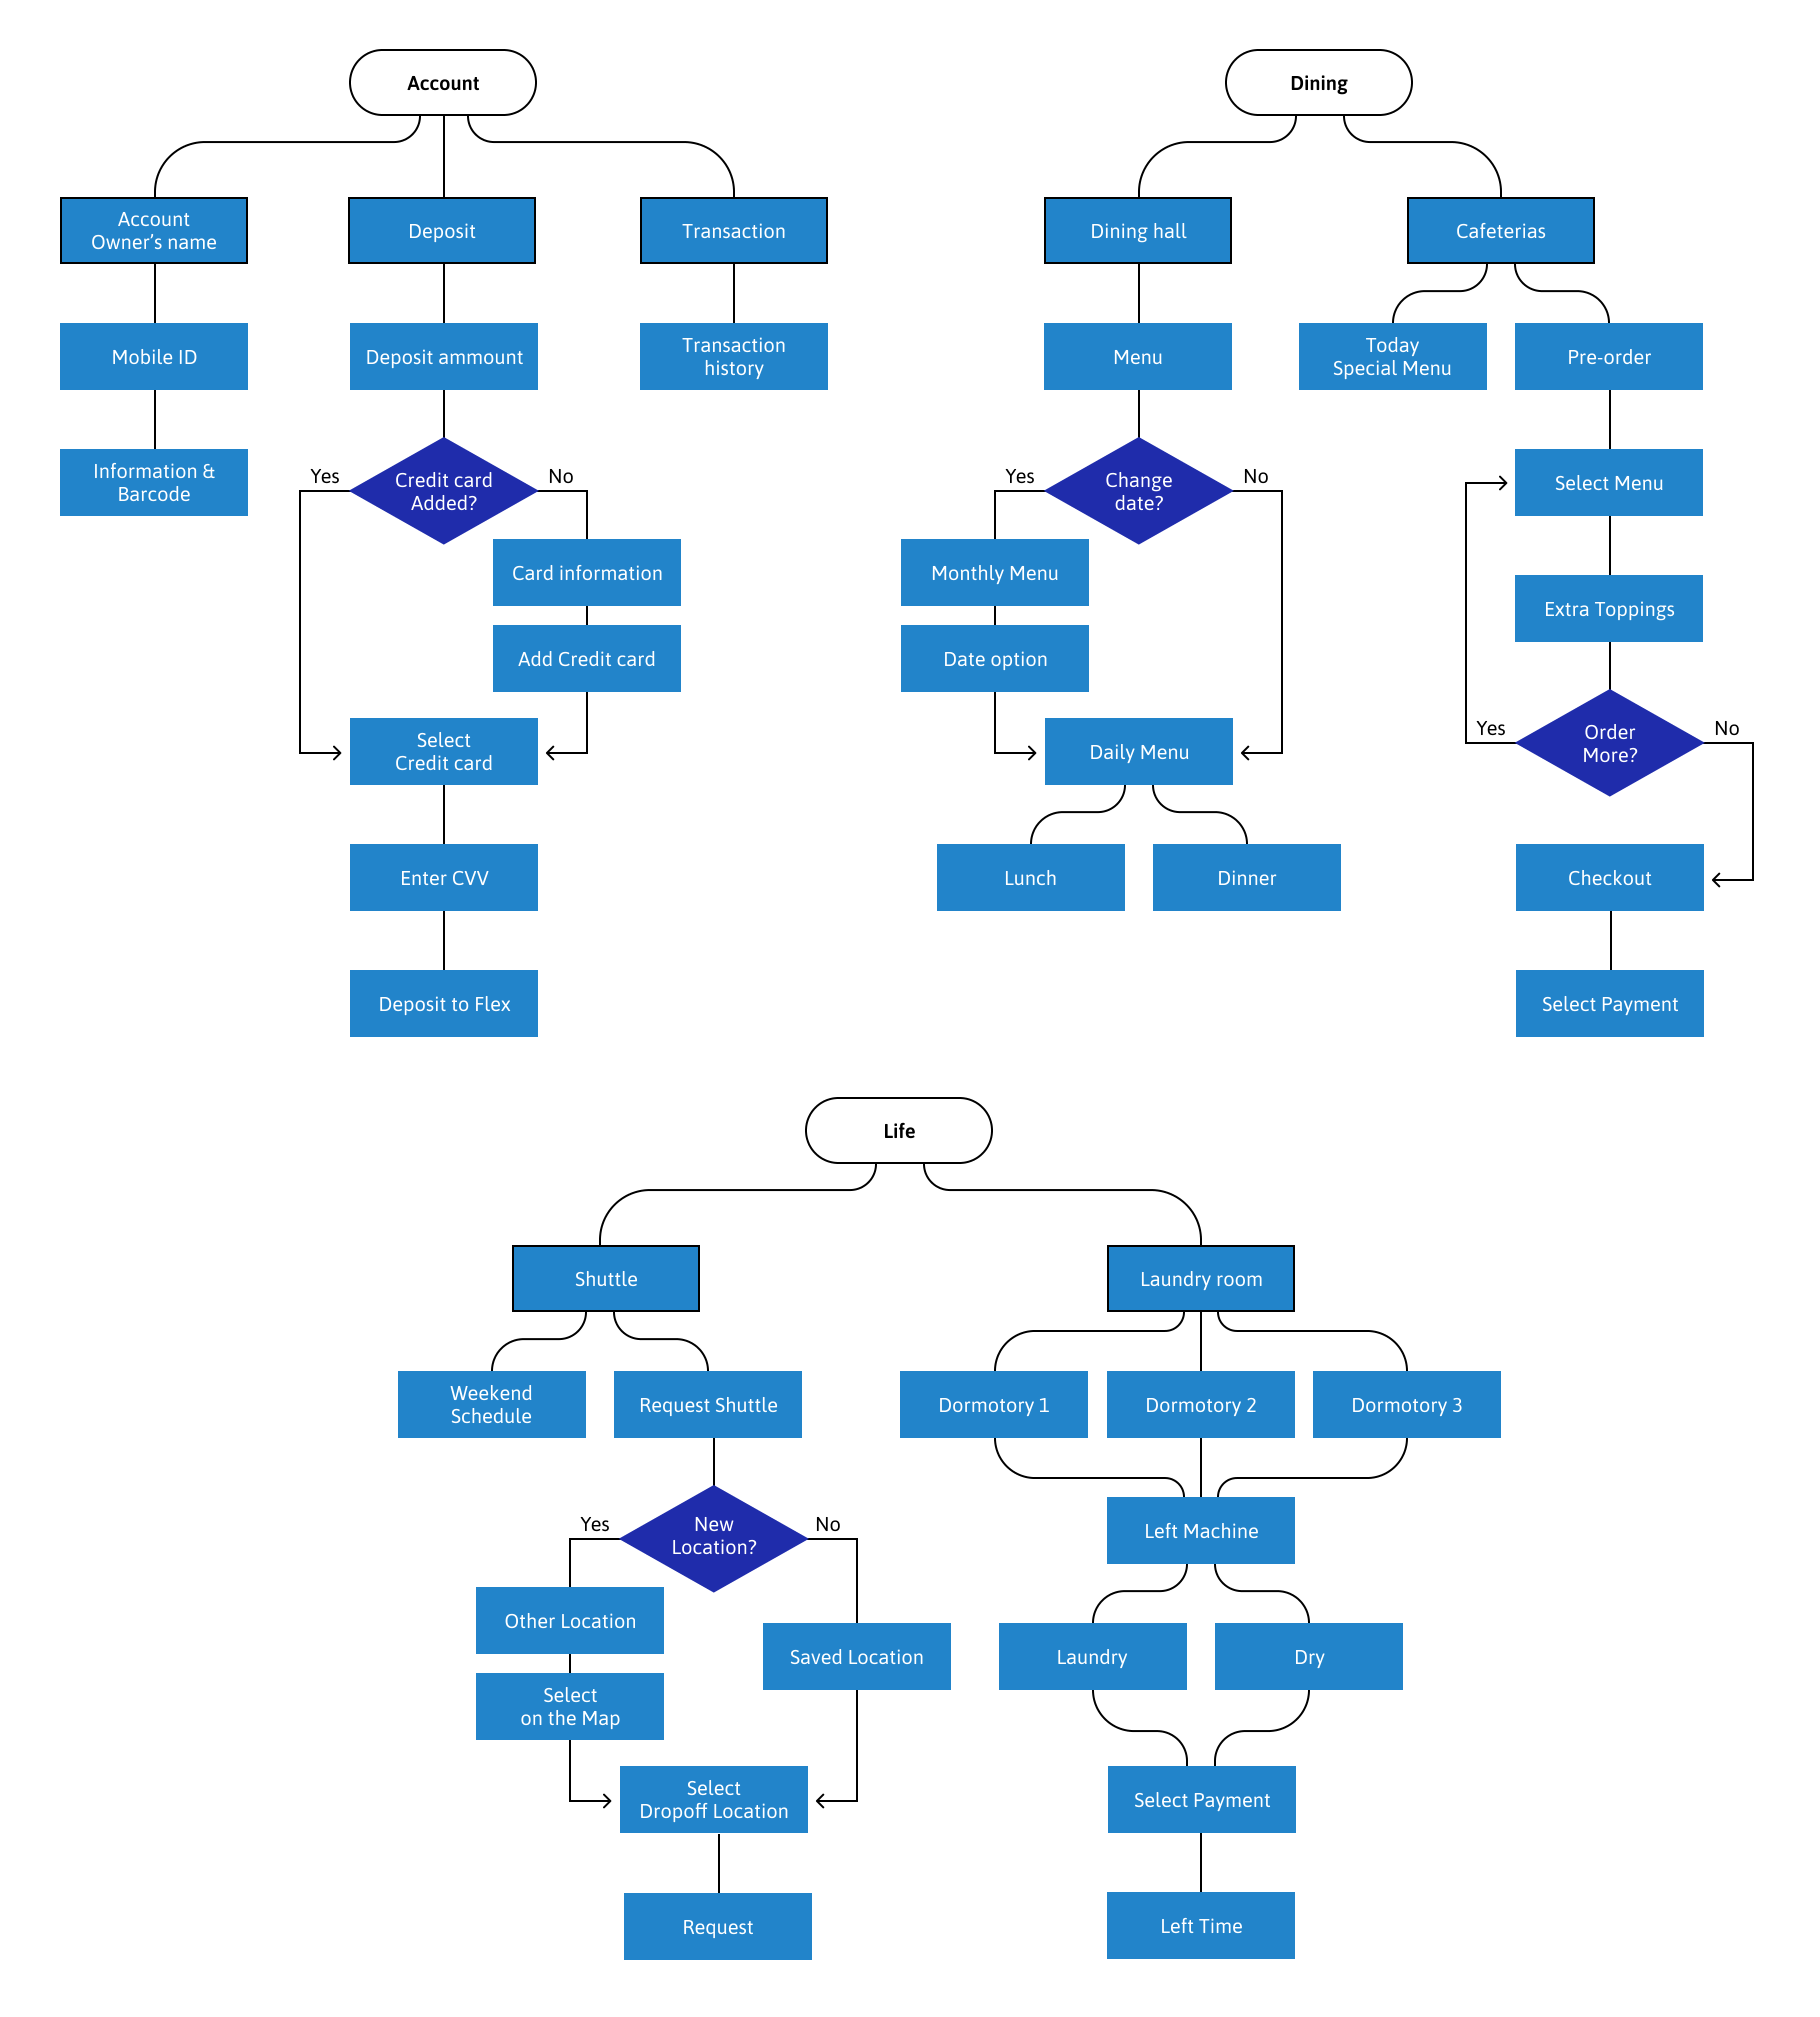 Account
Account
Owner’s name
Deposit
Transaction
Mobile ID
Deposit ammount
Transaction
history
Information &
Barcode
Yes
Credit card
Added?
No
Card information
Add Credit card
Select
Credit card
Enter CVV
Deposit to Flex
Dining
Dining hall
Cafeterias
Menu
Today
Special Menu
Pre-order
Yes
Change
date?
No
Select Menu
Monthly Menu
Date option
Extra Toppings
Daily Menu
Yes
Order
More?
No
Lunch
Dinner
Checkout
Select Payment
Life
Shuttle
Laundry room
Weekend
Schedule
Request Shuttle
Yes
New
Location?
No
Other Location
Saved Location
Select
on the Map
Select
Dropoff Location
Request
Dormotory 1
Dormotory 2
Dormotory 3
Left Machine
Laundry
Dry
Select Payment
Left Time